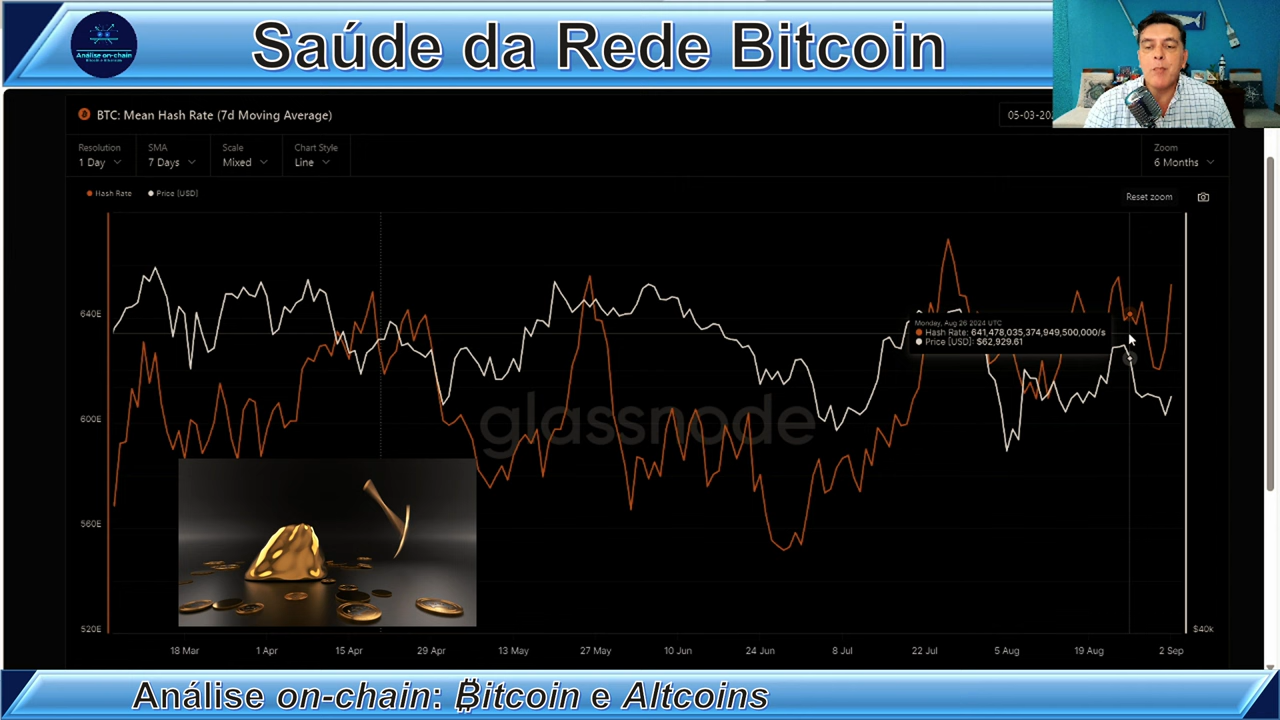 Saúde da Rede Bitcoin
Análise on-chain
BTC: Mean Hash Rate (7d Moving Average)
05-03-202
Resolution
1 Day
SMA
7 Days
Scale
Mixed
Chart Style
Line
Zoom
6 Months
Hash Rate
Price [USD]
Reset zoom
640E
600E
560E
520E
Monday, Aug 26 2024 UTC
Hash Rate: 641,478,035,374,949,500,000/s
Price [USD]: $62,929.61
glassnode
$40k
18 Mar
1 Apr
15 Apr
29 Apr
13 May
27 May
10 Jun
24 Jun
8 Jul
22 Jul
5 Aug
19 Aug
2 Sep
Análise on-chain: ₿itcoin e Altcoins